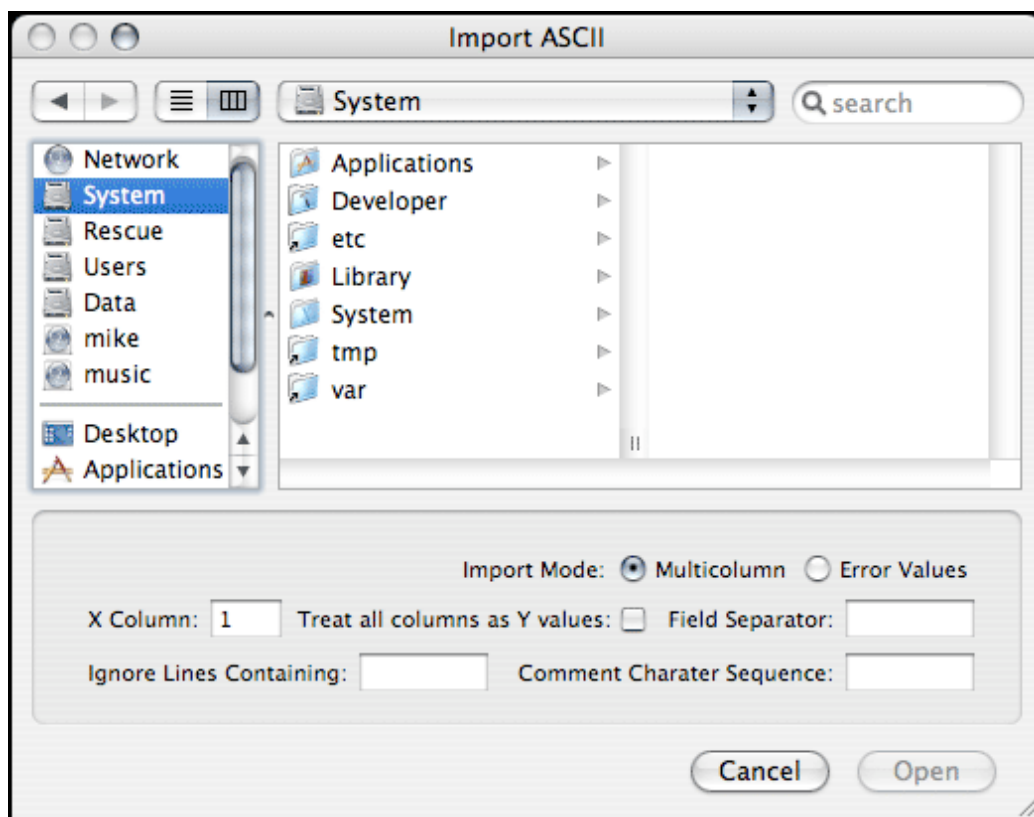 Import ASCII
System
search
Network
System
Rescue
Users
Data
mike
music
Desktop
Applications
Applications
Developer
etc
Library
System
tmp
var
Import Mode: Multicolumn Error Values
X Column: 1 Treat all columns as Y values: Field Separator:
Ignore Lines Containing: Comment Charater Sequence:
Cancel Open